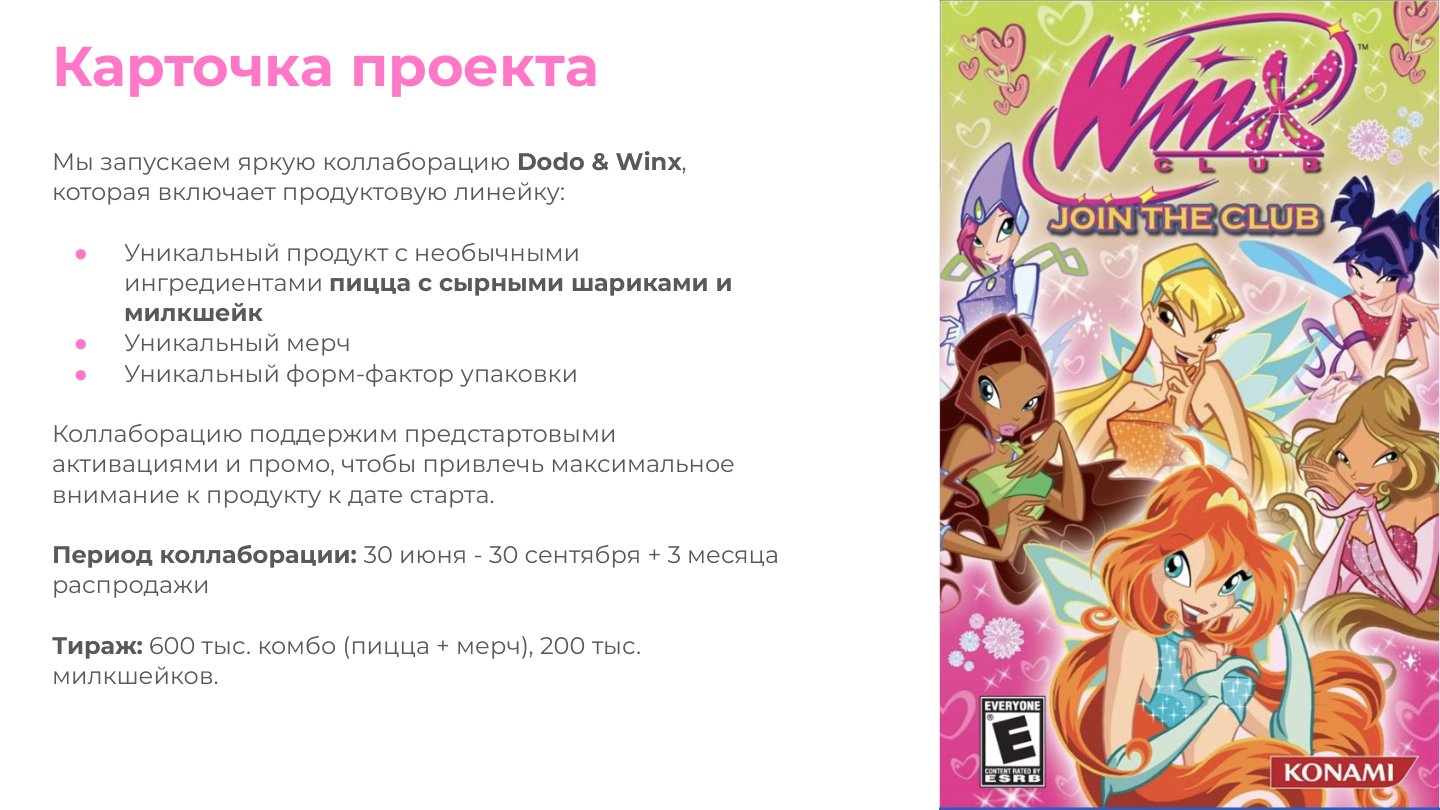 Карточка проекта
Мы запускаем яркую коллаборацию Dodo & Winx,
которая включает продуктовую линейку:
● Уникальный продукт с необычными
ингредиентами пицца с сырными шариками и
милкшейк
● Уникальный мерч
● Уникальный форм-фактор упаковки
Коллаборацию поддержим предстартовыми
активациями и промо, чтобы привлечь максимальное
внимание к продукту к дате старта.
Период коллаборации: 30 июня - 30 сентября + 3 месяца
распродажи
Тираж: 600 тыс. комбо (пицца + мерч), 200 тыс.
милкшейков.
Winx™
CLUB
JOIN THE CLUB
EVERYONE
E®
CONTENT RATED BY
ESRB
KONAMI